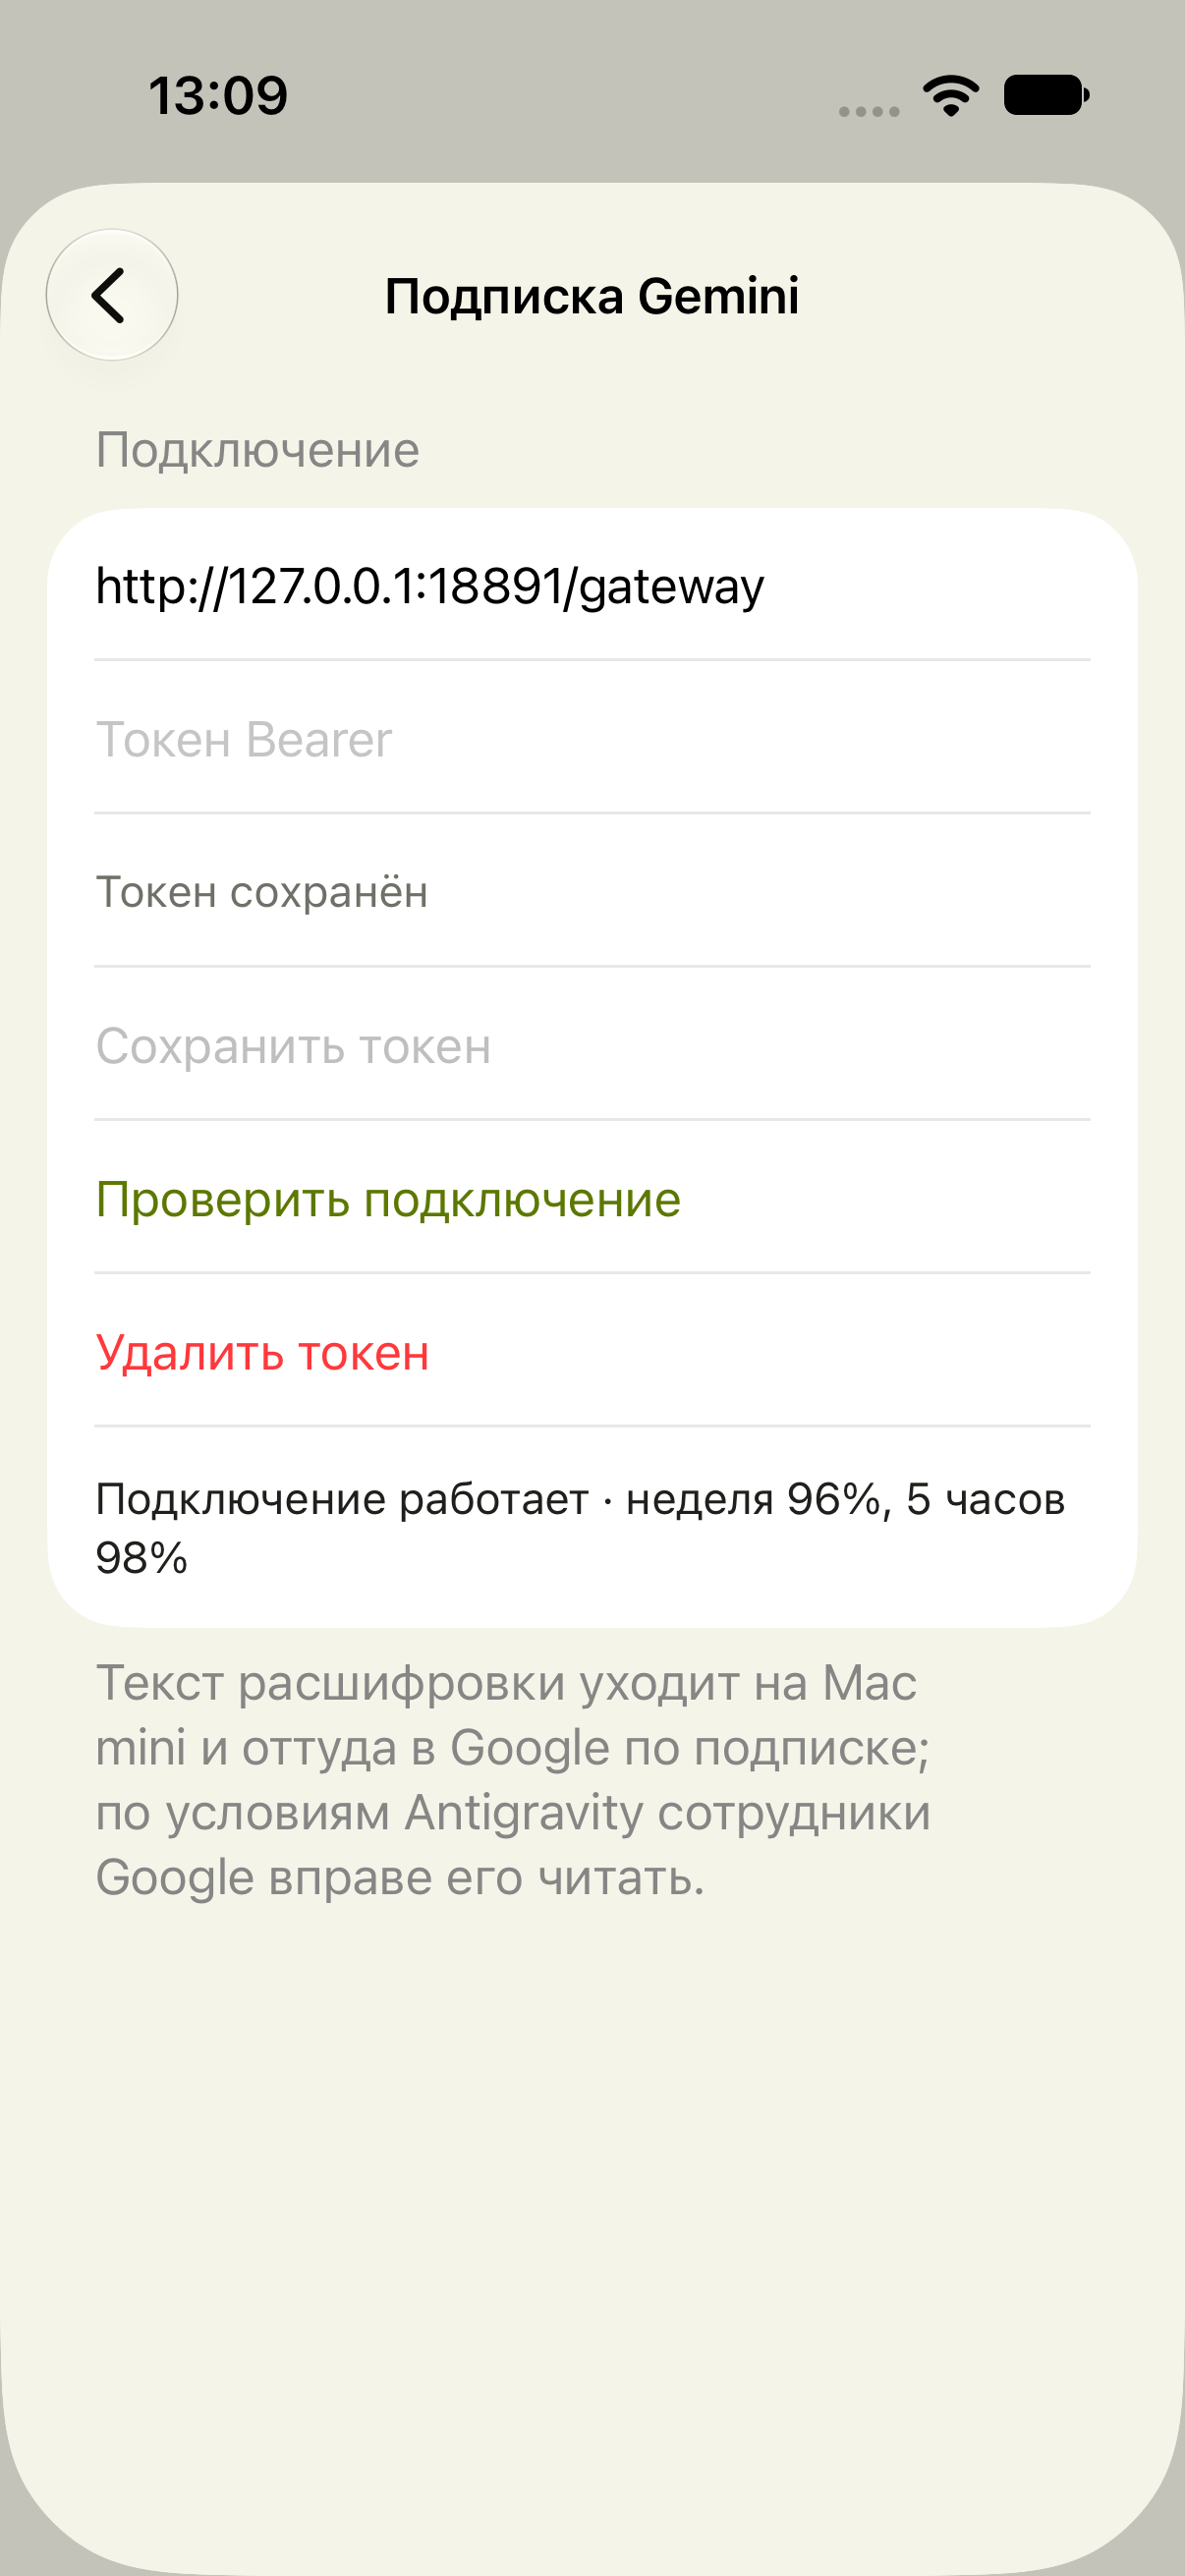 13:09
Подписка Gemini
Подключение
http://127.0.0.1:18891/gateway
Токен Bearer
Токен сохранён
Сохранить токен
Проверить подключение
Удалить токен
Подключение работает · неделя 96%, 5 часов
98%
Текст расшифровки уходит на Mac
mini и оттуда в Google по подписке;
по условиям Antigravity сотрудники
Google вправе его читать.